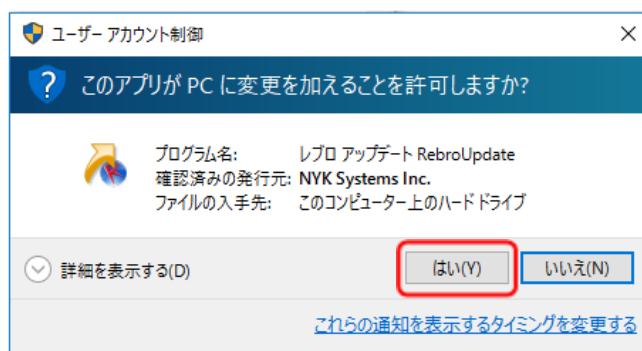 ユーザー アカウント制御
このアプリが PC に変更を加えることを許可しますか?
プログラム名: レブロ アップデート RebroUpdate
確認済みの発行元: NYK Systems Inc.
ファイルの入手先: このコンピューター上のハード ドライブ
詳細を表示する(D)
はい(Y)
いいえ(N)
これらの通知を表示するタイミングを変更する